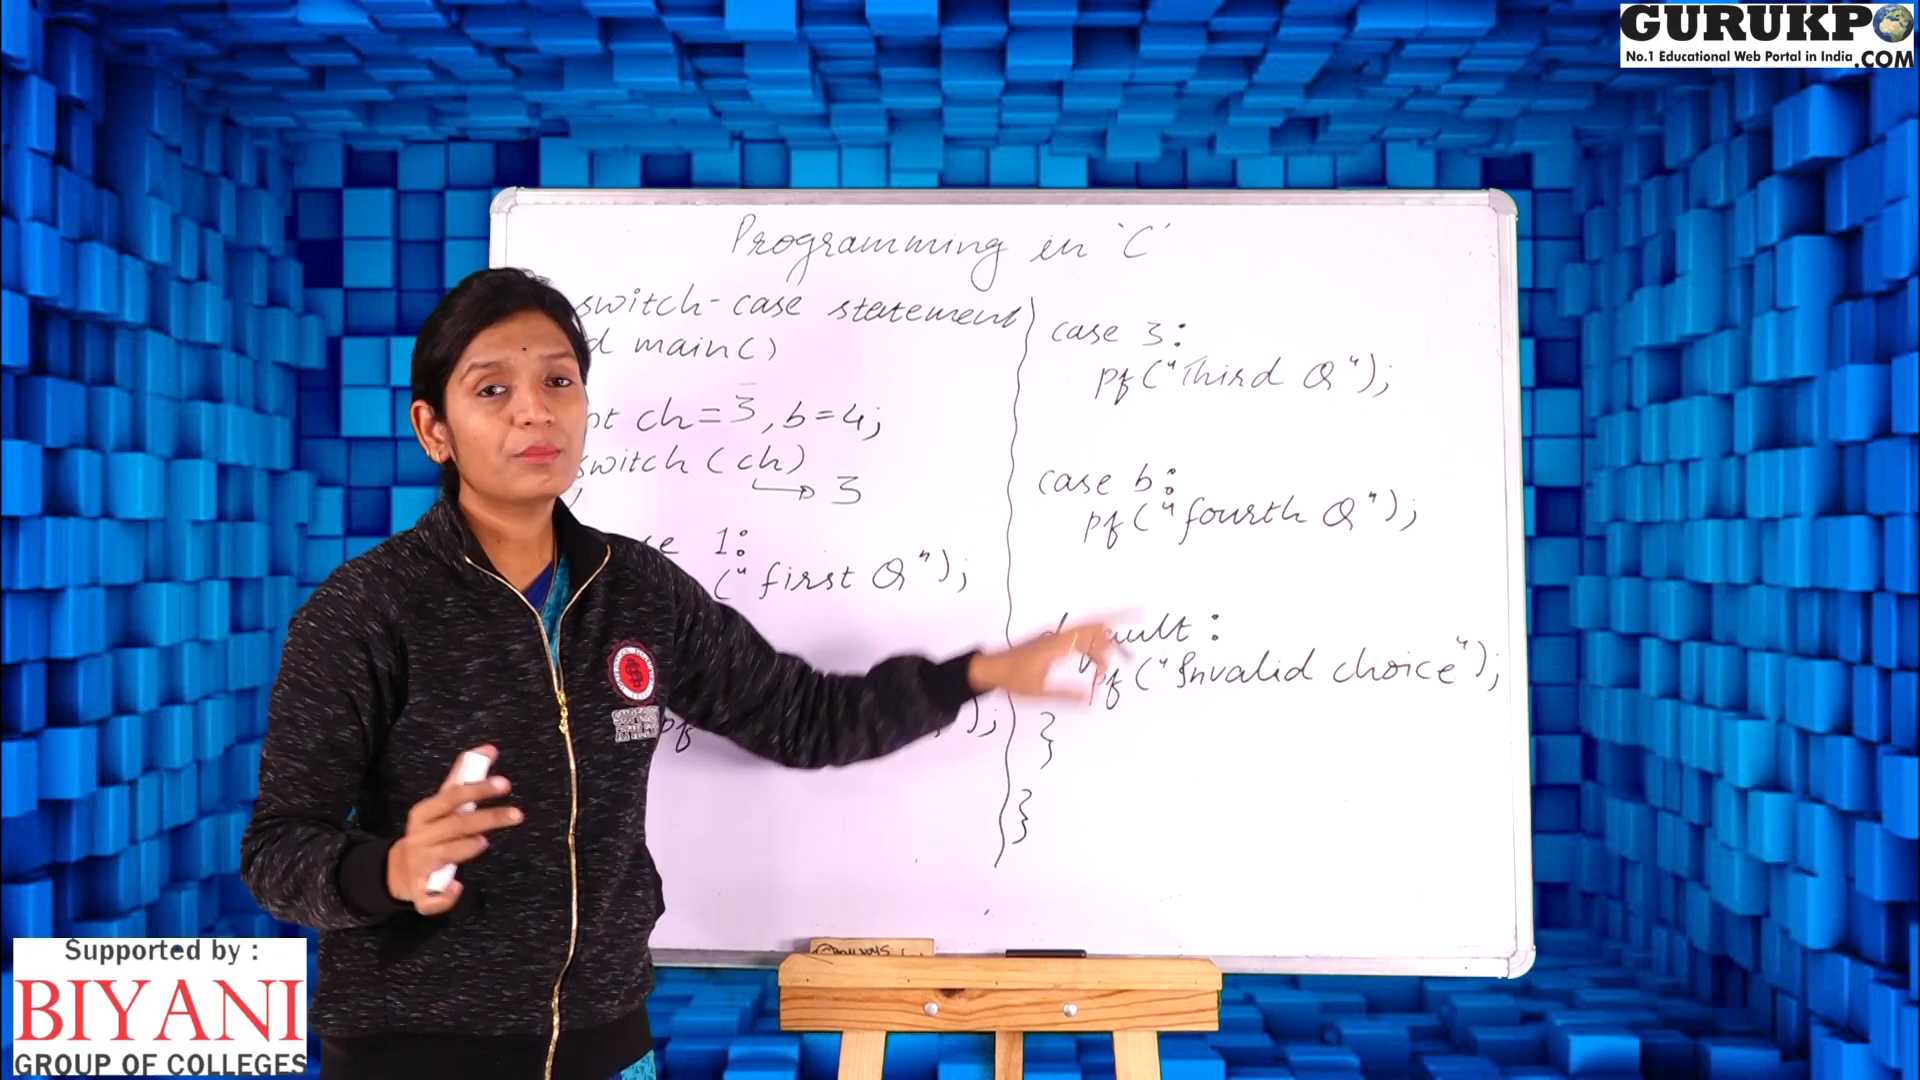 GURUKPO
No.1 Educational Web Portal in India .COM
Programming in 'C'
switch-case statement
main()
ch=3, b=4;
switch (ch)
3
1:
("first Q");
pf
);
case 3:
pf("Third Q");
case b:
pf("fourth Q");
default:
pf("Invalid choice");
}
}
Supported by :
BIYANI
GROUP OF COLLEGES